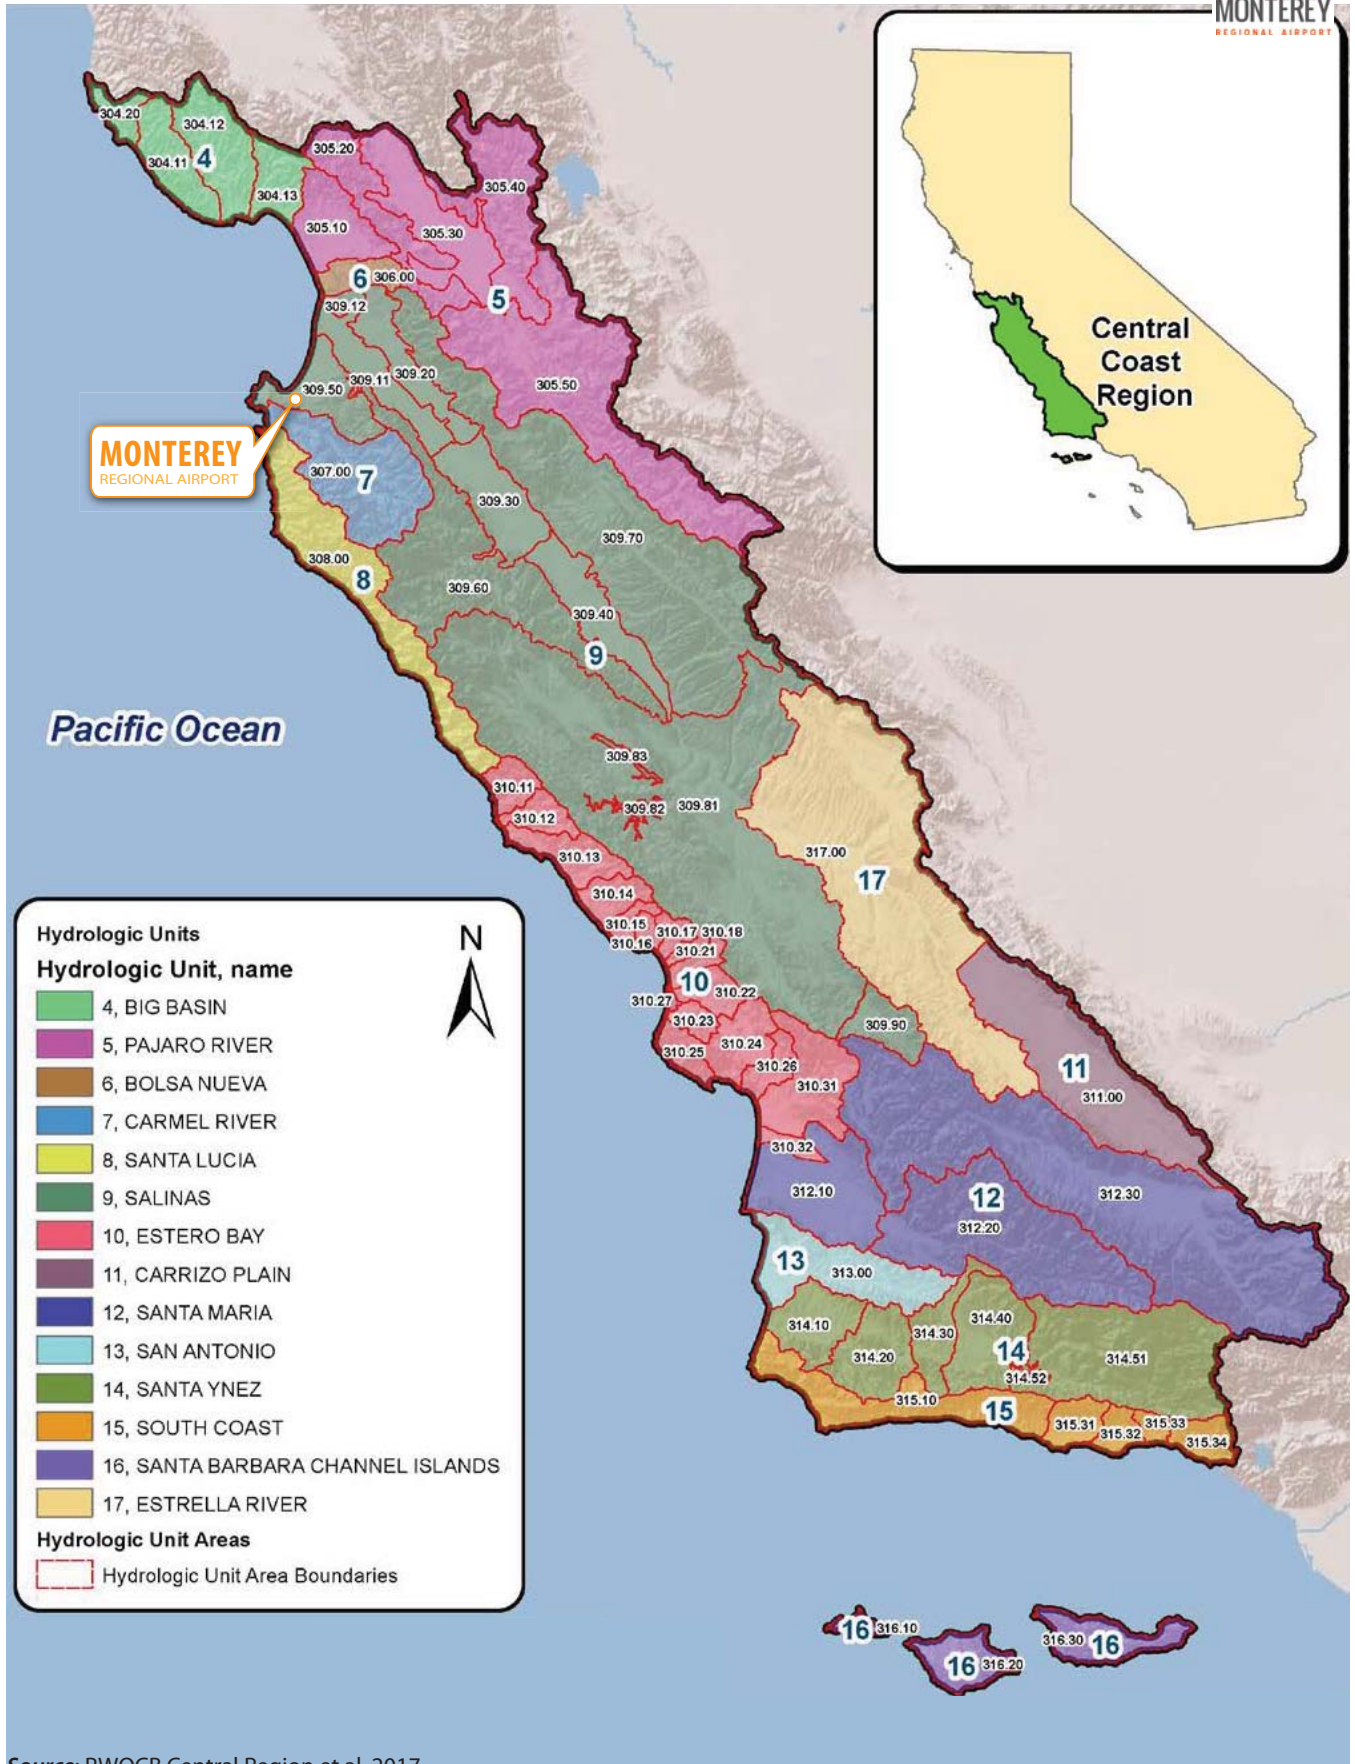 MONTEREY
REGIONAL AIRPORT
Central
Coast
Region
304.20
304.12
304.11
4
304.13
305.20
305.40
305.10
305.30
6
306.00
5
309.12
309.50
309.11
309.20
305.50
MONTEREY
REGIONAL AIRPORT
307.00
7
309.30
309.70
308.00
8
309.60
309.40
9
Pacific Ocean
309.83
310.11
309.82
309.81
310.12
310.13
317.00
17
310.14
310.15
310.17
310.18
310.16
310.21
10
310.22
310.27
310.23
309.90
310.24
310.25
310.26
310.31
11
311.00
310.32
312.10
12
312.30
312.20
13
313.00
314.10
314.30
314.40
14
314.20
314.51
314.52
315.10
15
315.31
315.32
315.33
315.34
Hydrologic Units
N
Hydrologic Unit, name
4, BIG BASIN
5, PAJARO RIVER
6, BOLSA NUEVA
7, CARMEL RIVER
8, SANTA LUCIA
9, SALINAS
10, ESTERO BAY
11, CARRIZO PLAIN
12, SANTA MARIA
13, SAN ANTONIO
14, SANTA YNEZ
15, SOUTH COAST
16, SANTA BARBARA CHANNEL ISLANDS
17, ESTRELLA RIVER
Hydrologic Unit Areas
Hydrologic Unit Area Boundaries
16
316.10
16
316.20
316.30
16
Source: RWQCB Central Region et al. 2017